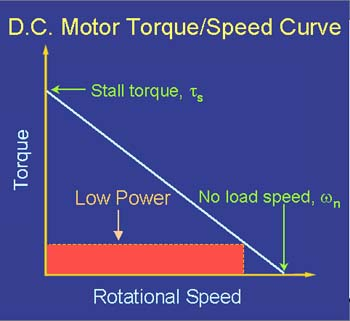 D.C. Motor Torque/Speed Curve
Stall torque, τs
Torque
Low Power
No load speed, ωn
Rotational Speed